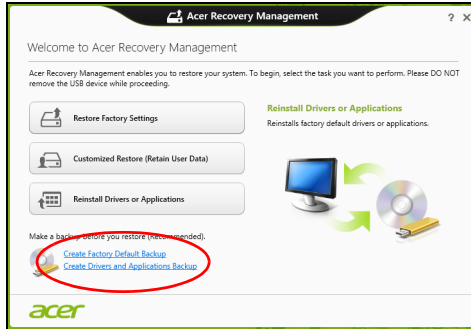 Acer Recovery Management
? X
Welcome to Acer Recovery Management
Acer Recovery Management enables you to restore your system. To begin, select the task you want to perform. Please DO NOT
remove the USB device while proceeding.
Restore Factory Settings
Customized Restore (Retain User Data)
Reinstall Drivers or Applications
Reinstall Drivers or Applications
Reinstalls factory default drivers or applications.
Make a backup before you restore (Recommended).
Create Factory Default Backup
Create Drivers and Applications Backup
acer